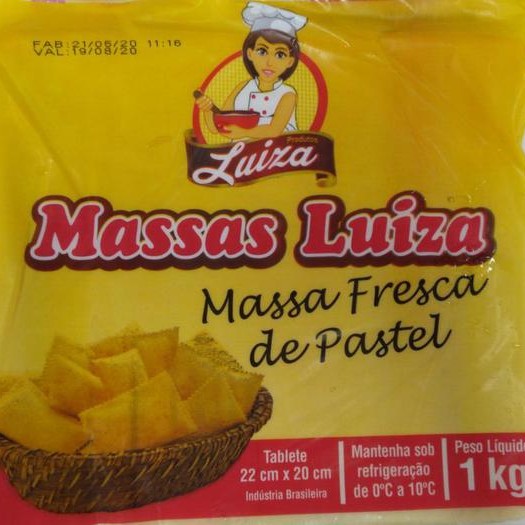 FAB:21/05/20 11:16
VAL:19/08/20
Produtos
Luiza
Massas Luiza
Massa Fresca
de Pastel
Tablete
22 cm x 20 cm
Indústria Brasileira
Mantenha sob
refrigeração
de 0ºC a 10ºC
Peso Líquido
1 kg